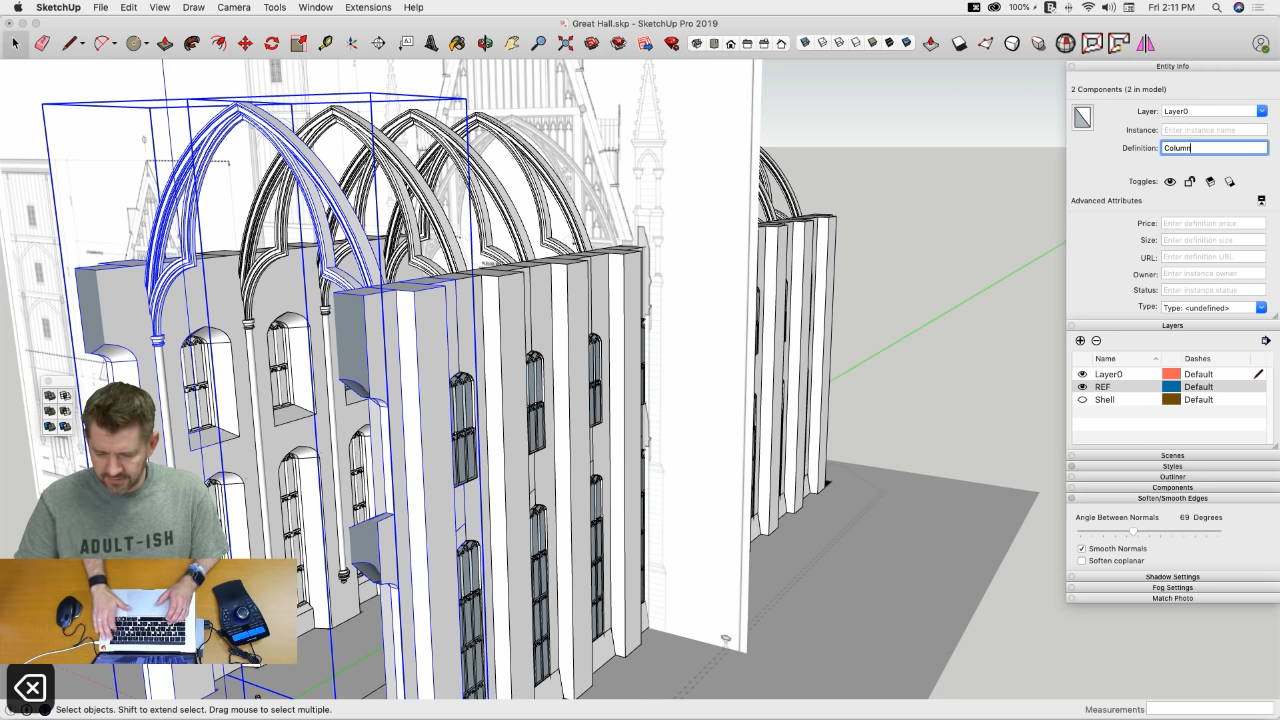 SketchUp File Edit View Draw Camera Tools Window Extensions Help
100% Fri 2:11 PM
Great Hall.skp - SketchUp Pro 2019
Entity Info
2 Components (2 in model)
Layer: Layer0
Instance: Enter instance name
Definition: Column
Toggles:
Advanced Attributes
Price: Enter definition price
Size: Enter definition size
URL: Enter definition URL
Owner: Enter instance owner
Status: Enter instance status
Type: Type: <undefined>
Layers
Name Dashes
Layer0 Default
REF Default
Shell Default
Scenes
Styles
Outliner
Components
Soften/Smooth Edges
Angle Between Normals 69 Degrees
Smooth Normals
Soften coplanar
Shadow Settings
Fog Settings
Match Photo
ADULT-ISH
Select objects. Shift to extend select. Drag mouse to select multiple.
Measurements